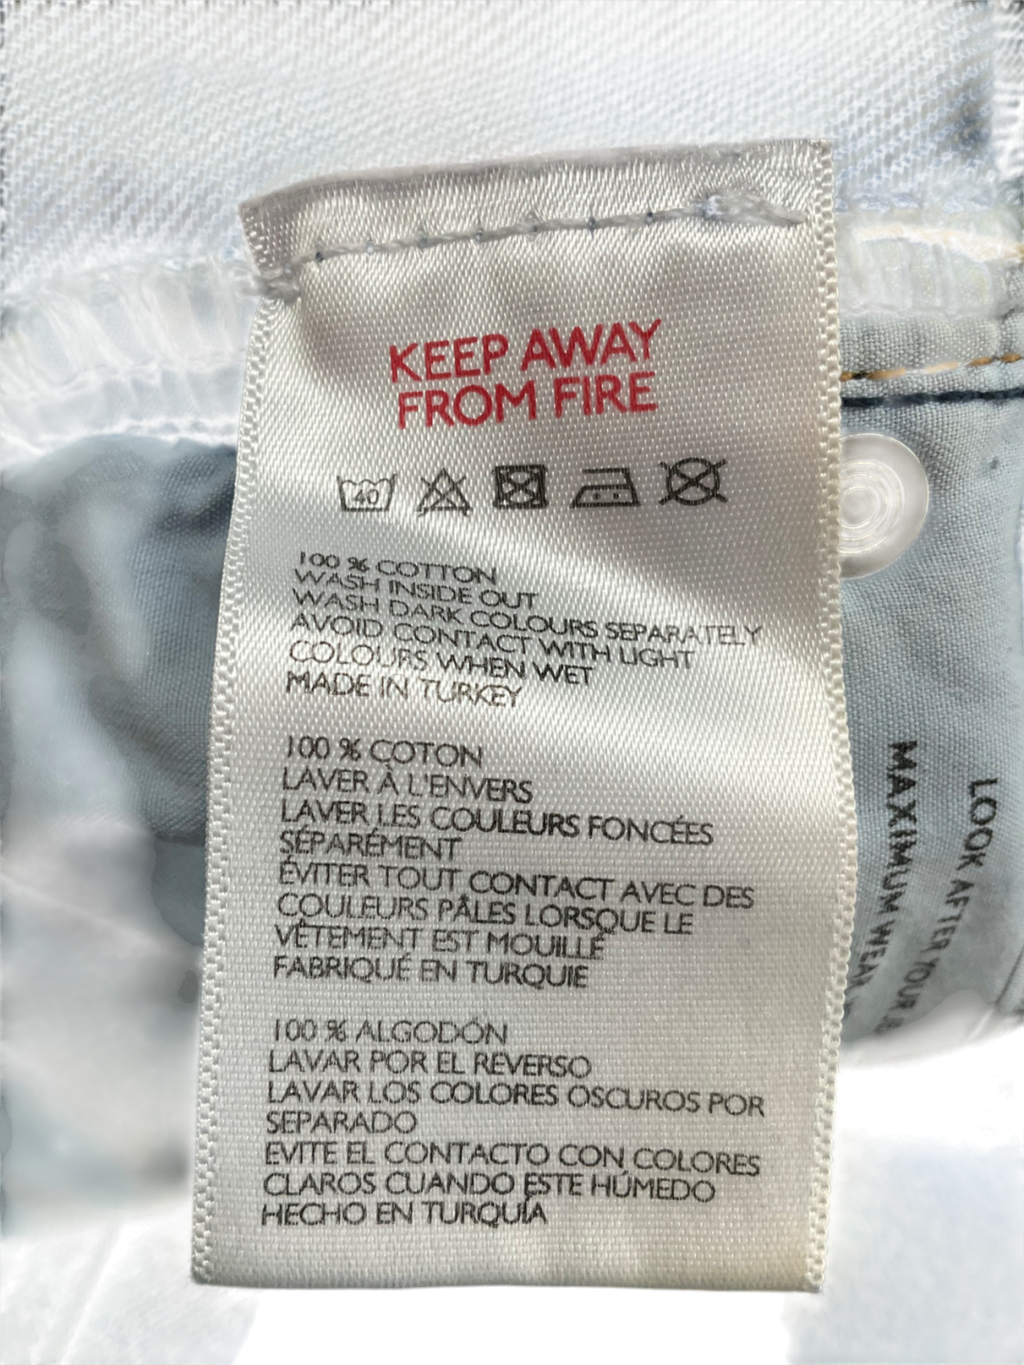 KEEP AWAY
FROM FIRE
40
100 % COTTON
WASH INSIDE OUT
WASH DARK COLOURS SEPARATELY
AVOID CONTACT WITH LIGHT
COLOURS WHEN WET
MADE IN TURKEY
100 % COTON
LAVER À L'ENVERS
LAVER LES COULEURS FONCÉES
SÉPARÉMENT
ÉVITER TOUT CONTACT AVEC DES
COULEURS PÂLES LORSQUE LE
VÊTEMENT EST MOUILLÉ
FABRIQUÉ EN TURQUIE
100 % ALGODÓN
LAVAR POR EL REVERSO
LAVAR LOS COLORES OSCUROS POR
SEPARADO
EVITE EL CONTACTO CON COLORES
CLAROS CUANDO ESTE HÚMEDO
HECHO EN TURQUÍA
LOOK AFTER YOUR
MAXIMUM WEAR